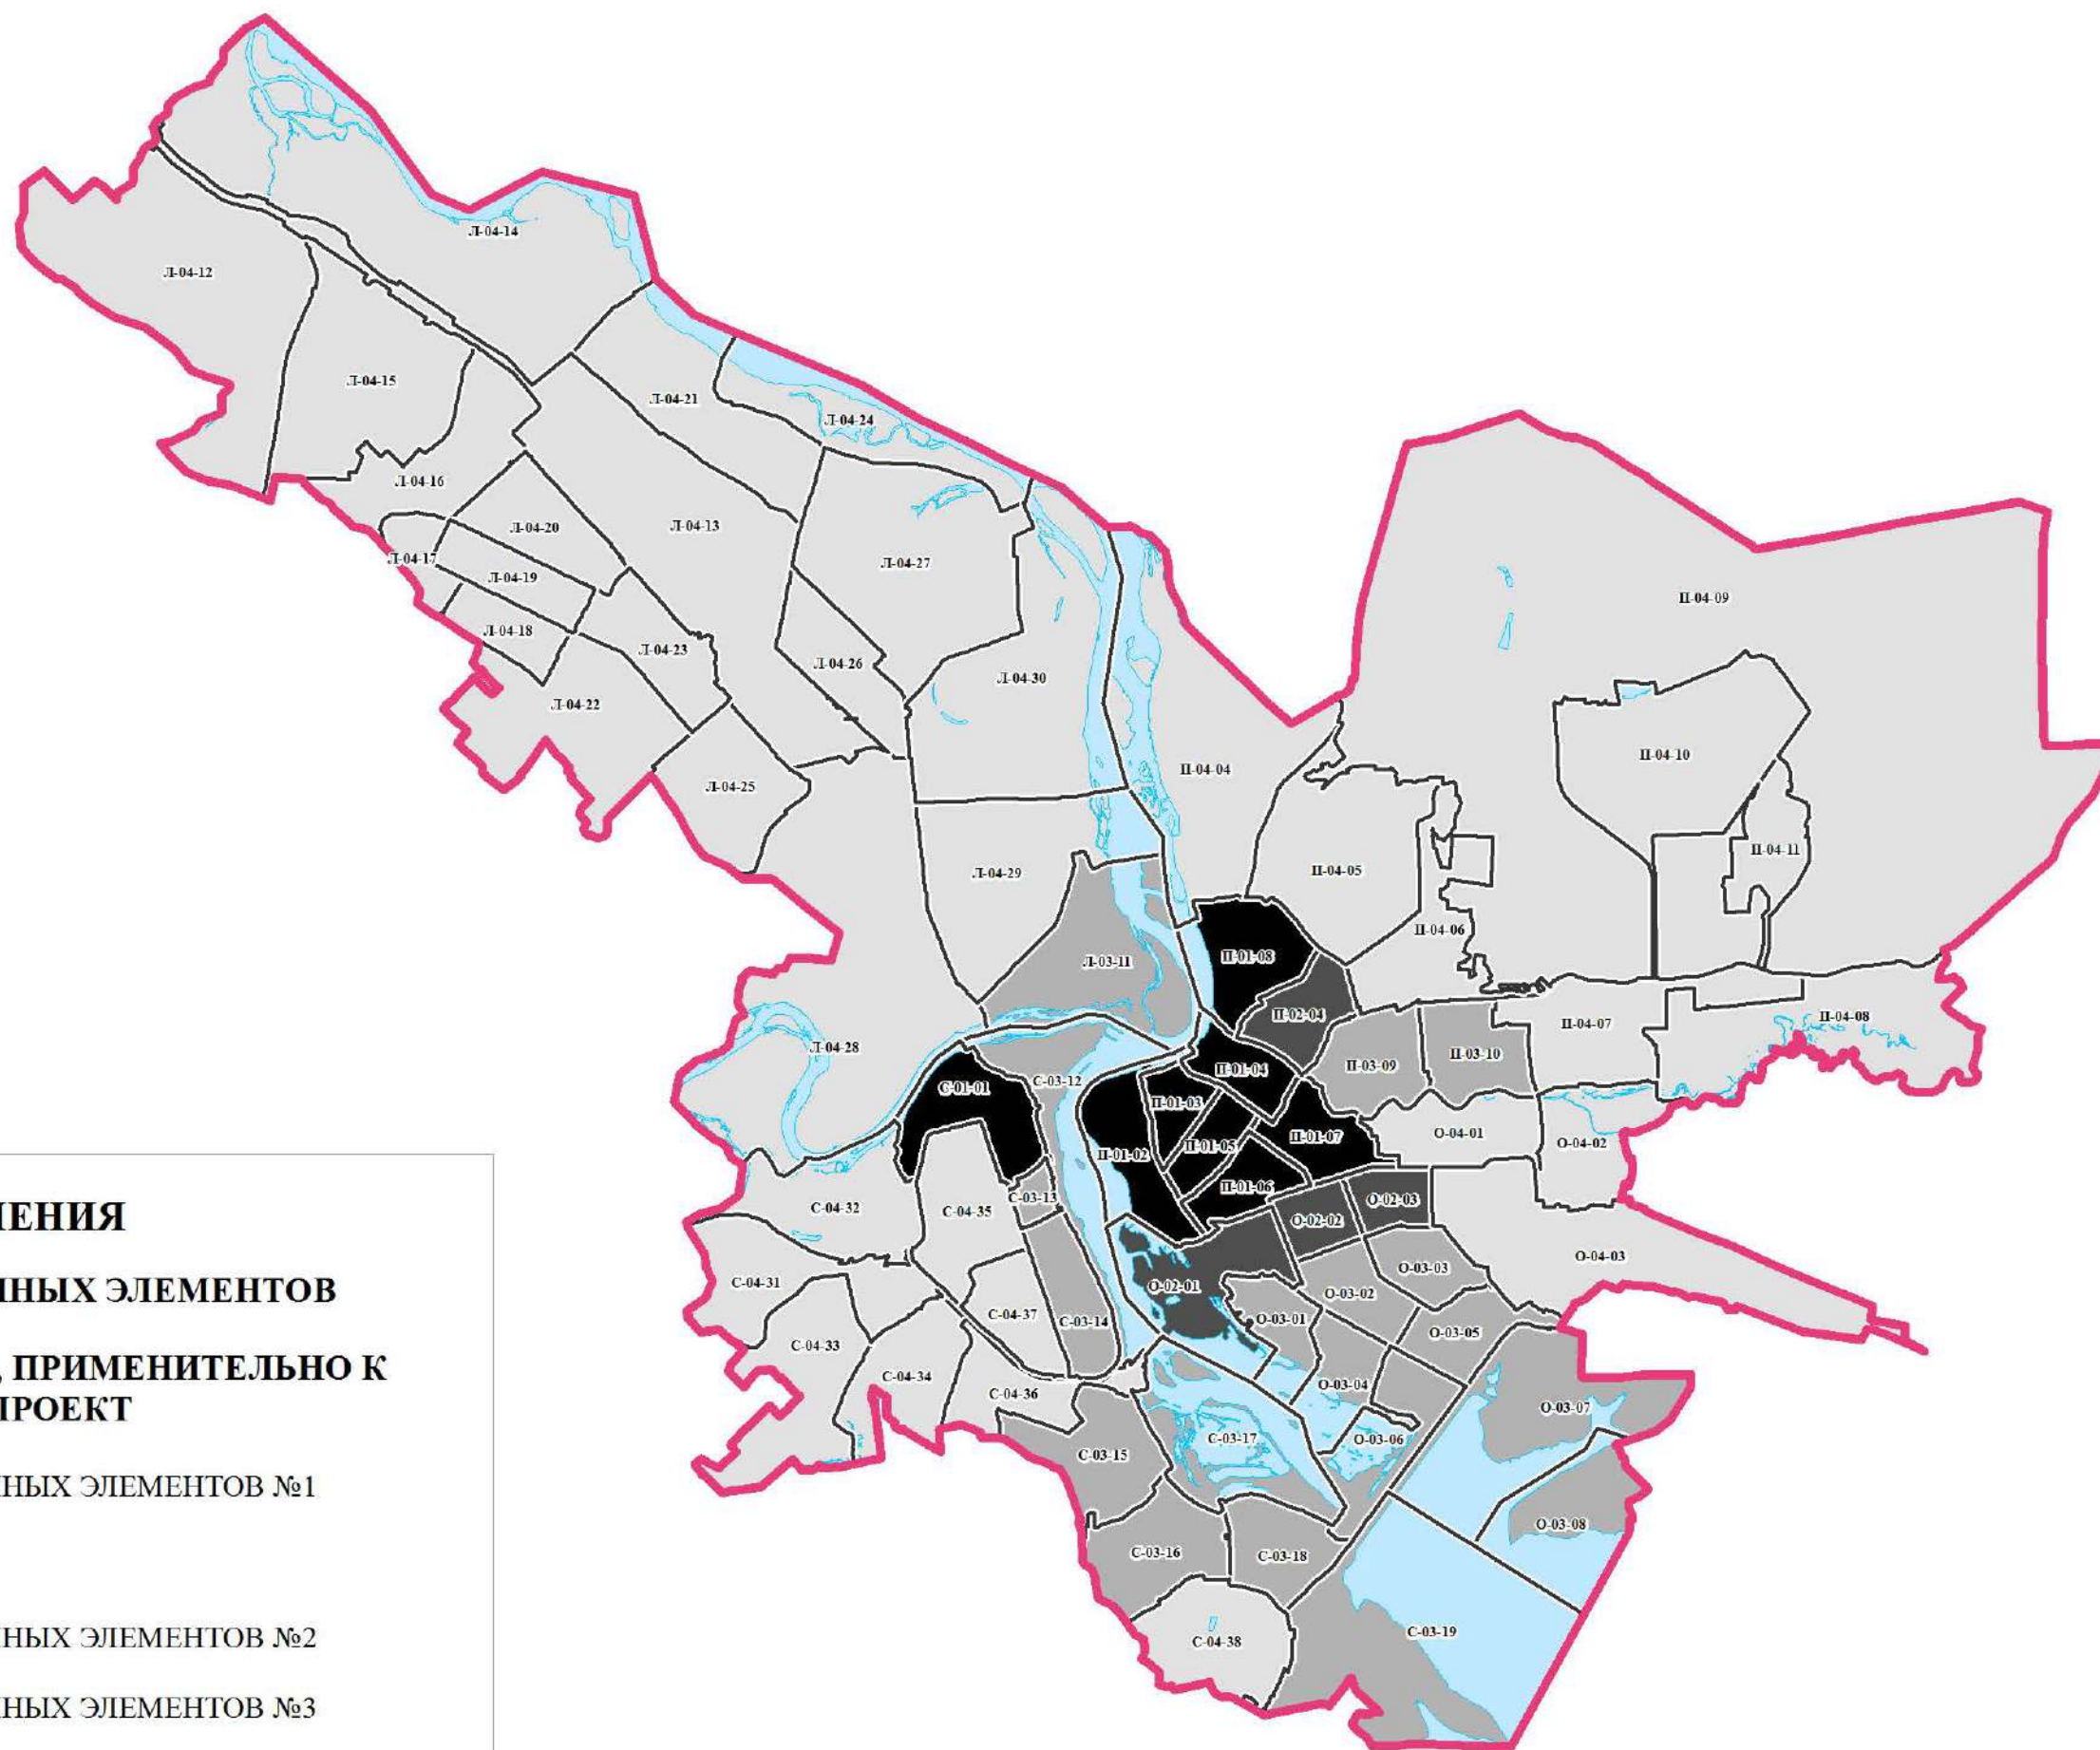 Л-04-14
Л-04-12
Л-04-15
Л-04-21
Л-04-24
Л-04-16
Л-04-20
Л-04-13
Л-04-17
Л-04-19
Л-04-27
Л-04-18
Л-04-23
Л-04-26
Л-04-30
Л-04-22
Л-04-25
Л-04-29
Л-04-28
П-04-09
П-04-10
П-04-04
П-04-11
П-04-05
П-04-06
П-04-07
П-04-08
Л-03-11
П-01-08
П-02-04
П-03-09
П-03-10
П-01-04
С-03-12
С-01-01
П-01-03
П-01-05
П-01-07
П-01-02
П-01-06
О-04-01
О-04-02
О-02-03
О-02-02
О-04-03
С-03-13
С-04-35
С-04-32
С-04-31
О-02-01
О-03-03
О-03-02
О-03-01
О-03-05
С-04-37
С-03-14
С-04-33
С-04-34
С-04-36
О-03-04
О-03-07
С-03-17
О-03-06
С-03-15
О-03-08
С-03-16
С-03-18
С-03-19
С-04-38
ЕНИЯ
ННЫХ ЭЛЕМЕНТОВ
, ПРИМЕНИТЕЛЬНО К
ПРОЕКТ
ННЫХ ЭЛЕМЕНТОВ №1
ННЫХ ЭЛЕМЕНТОВ №2
ННЫХ ЭЛЕМЕНТОВ №3